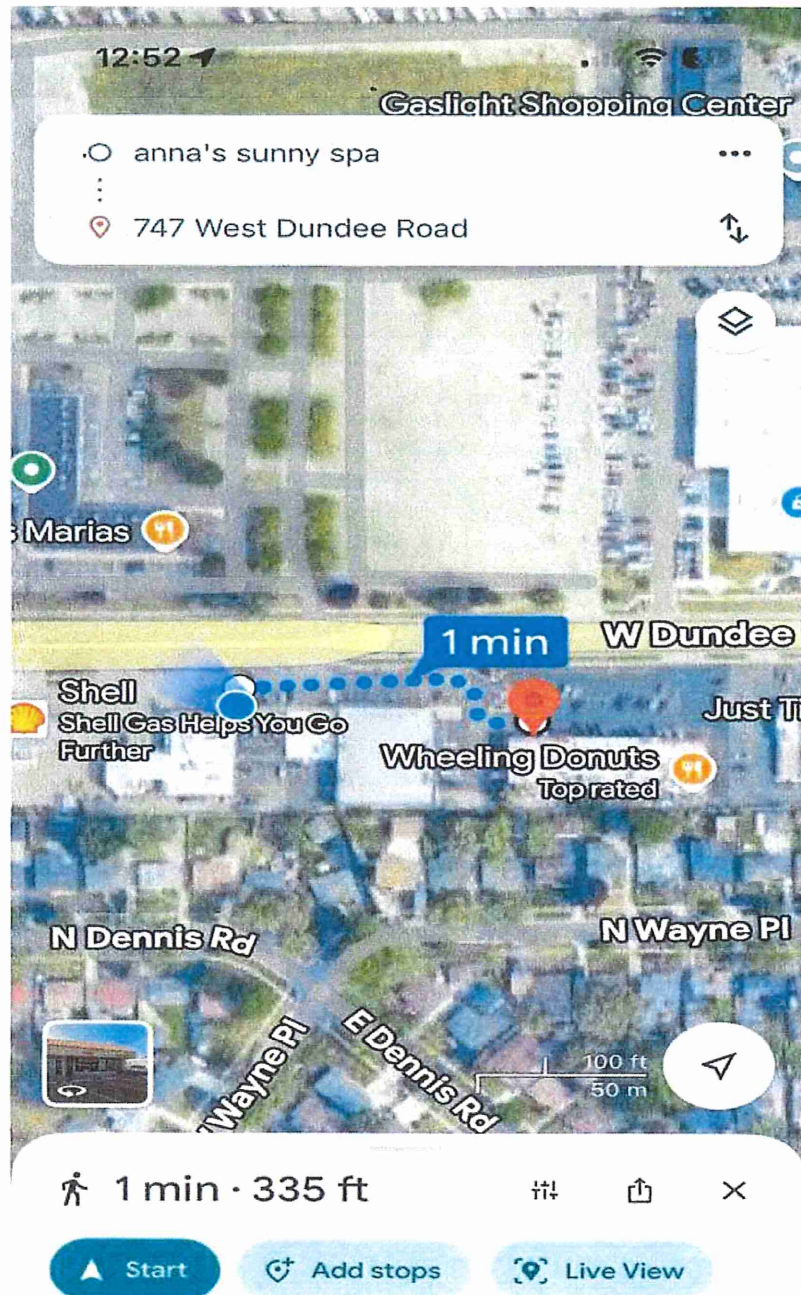 12:52
Gaslight Shopping Center
anna's sunny spa
747 West Dundee Road
Marias
1 min
W Dundee
Shell
Shell Gas Helps You Go
Further
Just Ti
Wheeling Donuts
Top rated
N Dennis Rd
N Wayne Pl
Wayne Pl
E Dennis Rd
100 ft
50 m
1 min · 335 ft
Start
Add stops
Live View